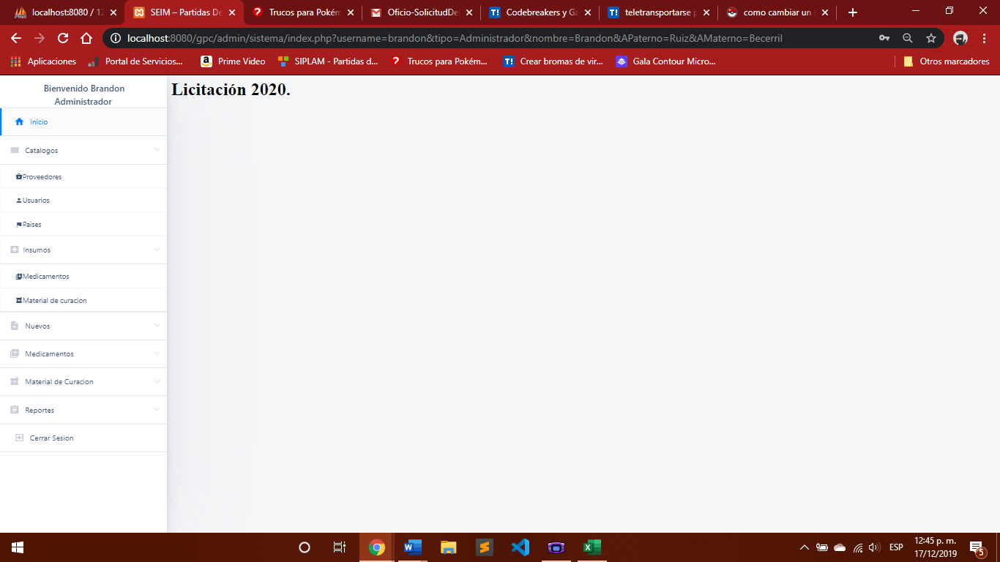 localhost:8080 / 12
SEIM – Partidas De
Trucos para Pokém
Oficio-SolicitudDe
Codebreakers y Ga
teletransportarse p
como cambiar un s
localhost:8080/gpc/admin/sistema/index.php?username=brandon&tipo=Administrador&nombre=Brandon&APaterno=Ruiz&AMaterno=Becerril
Aplicaciones
Portal de Servicios...
Prime Video
SIPLAM - Partidas d...
Trucos para Pokém...
Crear bromas de vir...
Gala Contour Micro...
Otros marcadores
Bienvenido Brandon
Administrador
Licitación 2020.
Inicio
Catalogos
Proveedores
Usuarios
Paises
Insumos
Medicamentos
Material de curacion
Nuevos
Medicamentos
Material de Curacion
Reportes
Cerrar Sesion
ESP
12:45 p. m.
17/12/2019
5